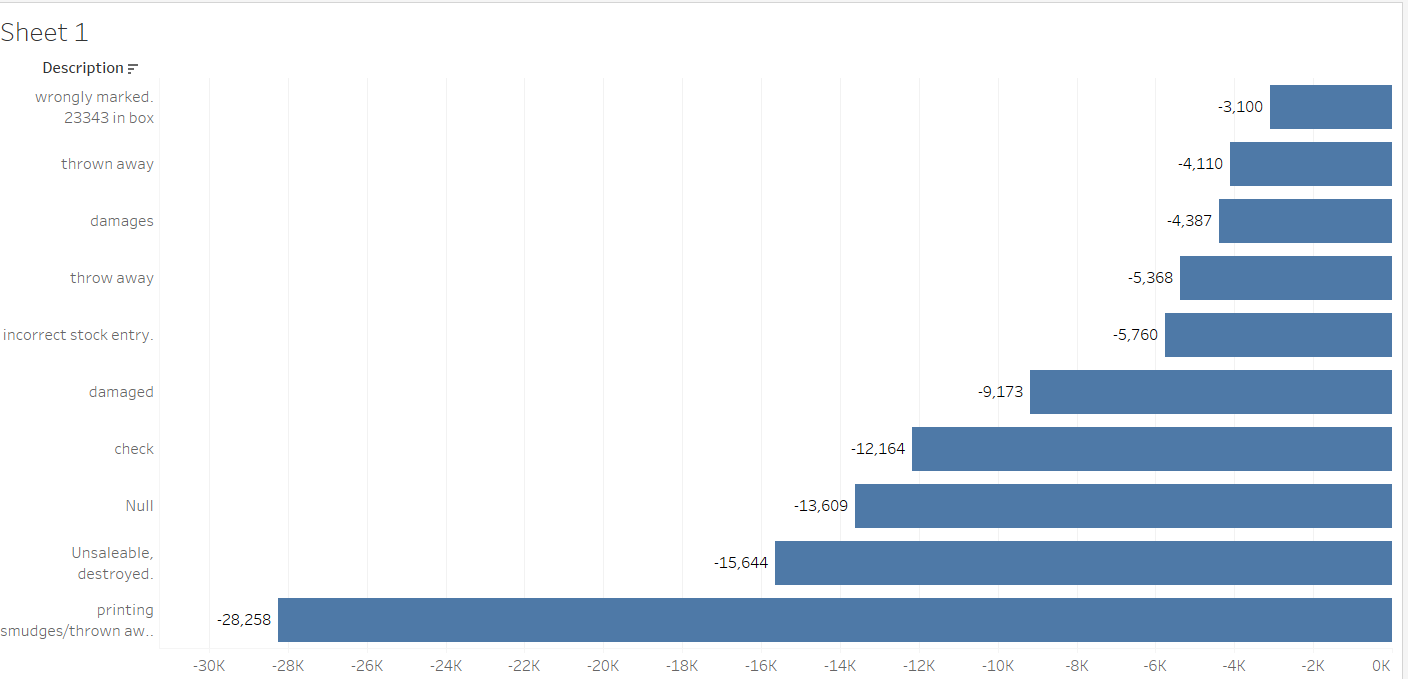 Sheet 1
Description
wrongly marked.
23343 in box
-3,100
thrown away
-4,110
damages
-4,387
throw away
-5,368
incorrect stock entry.
-5,760
damaged
-9,173
check
-12,164
Null
-13,609
Unsaleable,
destroyed.
-15,644
printing
smudges/thrown aw..
-28,258
-30K -28K -26K -24K -22K -20K -18K -16K -14K -12K -10K -8K -6K -4K -2K 0K